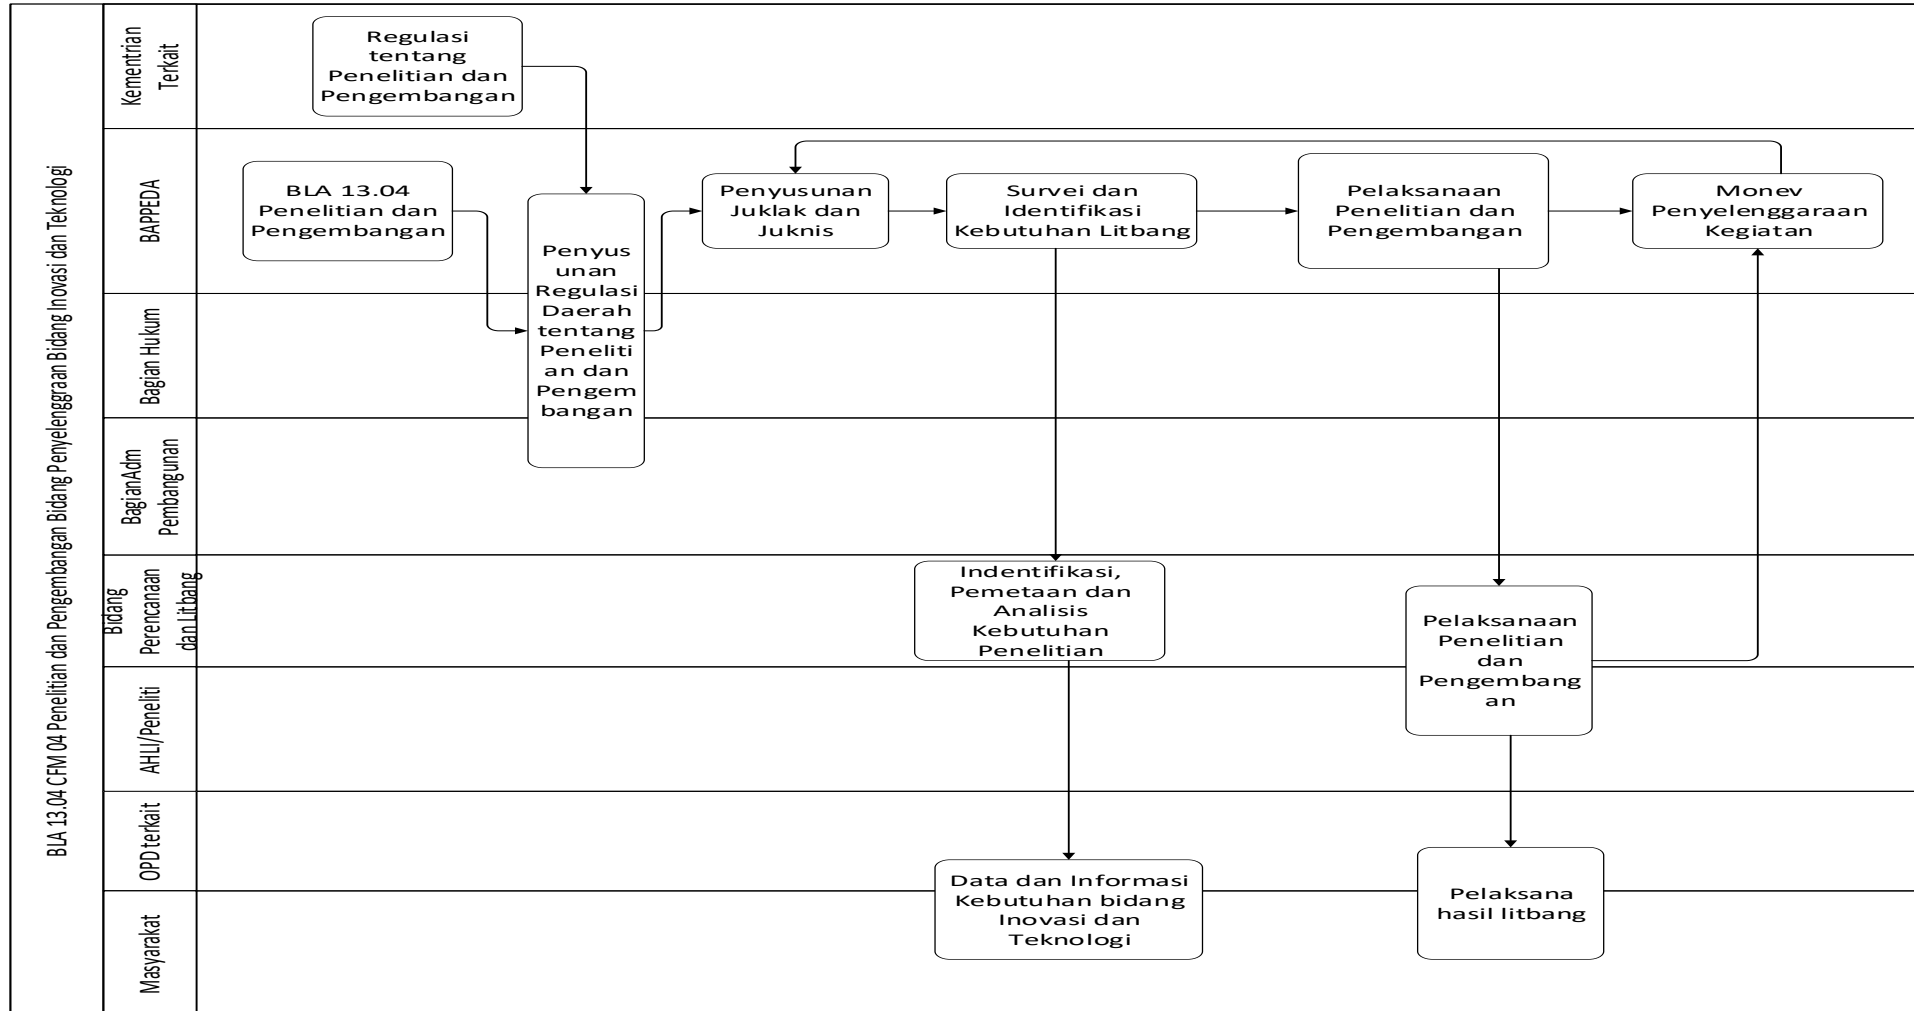 BLA 13.04 CFM 04 Penelitian dan Pengembangan Bidang Penyelenggraan Bidang Inovasi dan Teknologi
Kementrian
Terkait
Regulasi
tentang
Penelitian dan
Pengembangan
BAPPEDA
BLA 13.04
Penelitian dan
Pengembangan
Penyus
unan
Regulasi
Daerah
tentang
Peneliti
an dan
Pengem
bangan
Penyusunan
Juklak dan
Juknis
Survei dan
Identifikasi
Kebutuhan Litbang
Pelaksanaan
Penelitian dan
Pengembangan
Monev
Penyelenggaraan
Kegiatan
Bagian Hukum
BagianAdm
Pembangunan
Bidang
Perencanaan
dan Litbang
Indentifikasi,
Pemetaan dan
Analisis
Kebutuhan
Penelitian
Pelaksanaan
Penelitian
dan
Pengembang
an
AHLI/Peneliti
OPD terkait
Data dan Informasi
Kebutuhan bidang
Inovasi dan
Teknologi
Pelaksana
hasil litbang
Masyarakat